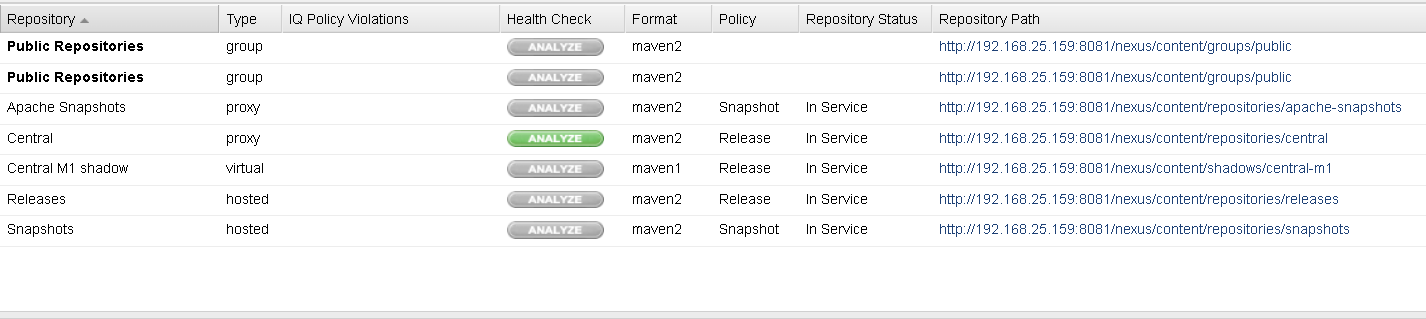 Repository Type IQ Policy Violations Health Check Format Policy Repository Status Repository Path
Public Repositories group ANALYZE maven2 http://192.168.25.159:8081/nexus/content/groups/public
Public Repositories group ANALYZE maven2 http://192.168.25.159:8081/nexus/content/groups/public
Apache Snapshots proxy ANALYZE maven2 Snapshot In Service http://192.168.25.159:8081/nexus/content/repositories/apache-snapshots
Central proxy ANALYZE maven2 Release In Service http://192.168.25.159:8081/nexus/content/repositories/central
Central M1 shadow virtual ANALYZE maven1 Release In Service http://192.168.25.159:8081/nexus/content/shadows/central-m1
Releases hosted ANALYZE maven2 Release In Service http://192.168.25.159:8081/nexus/content/repositories/releases
Snapshots hosted ANALYZE maven2 Snapshot In Service http://192.168.25.159:8081/nexus/content/repositories/snapshots